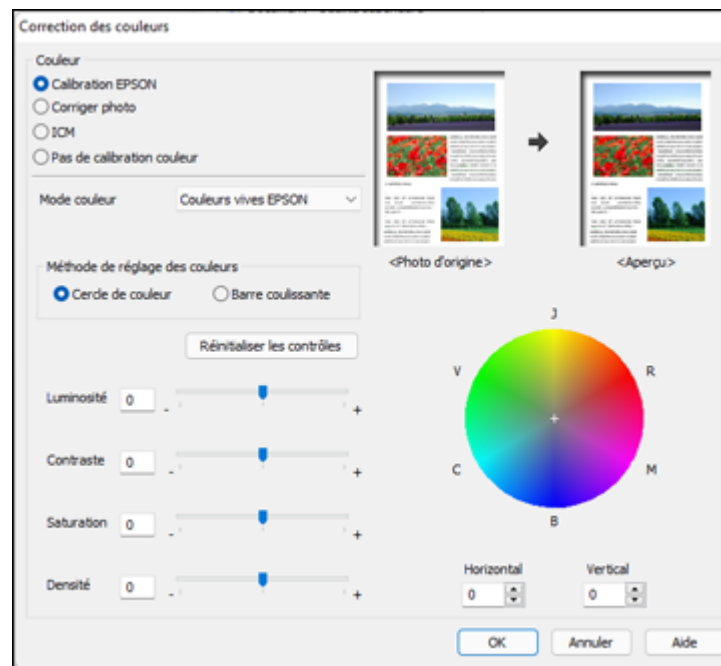 Correction des couleurs
Couleur
Calibration EPSON
Corriger photo
ICM
Pas de calibration couleur
Mode couleur
Couleurs vives EPSON
<Photo d'origine>
<Aperçu>
Méthode de réglage des couleurs
Cercle de couleur
Barre coulissante
Réinitialiser les contrôles
Luminosité 0 - +
Contraste 0 - +
Saturation 0 - +
Densité 0 - +
J
V R
C M
B
Horizontal Vertical
0 0
OK Annuler Aide